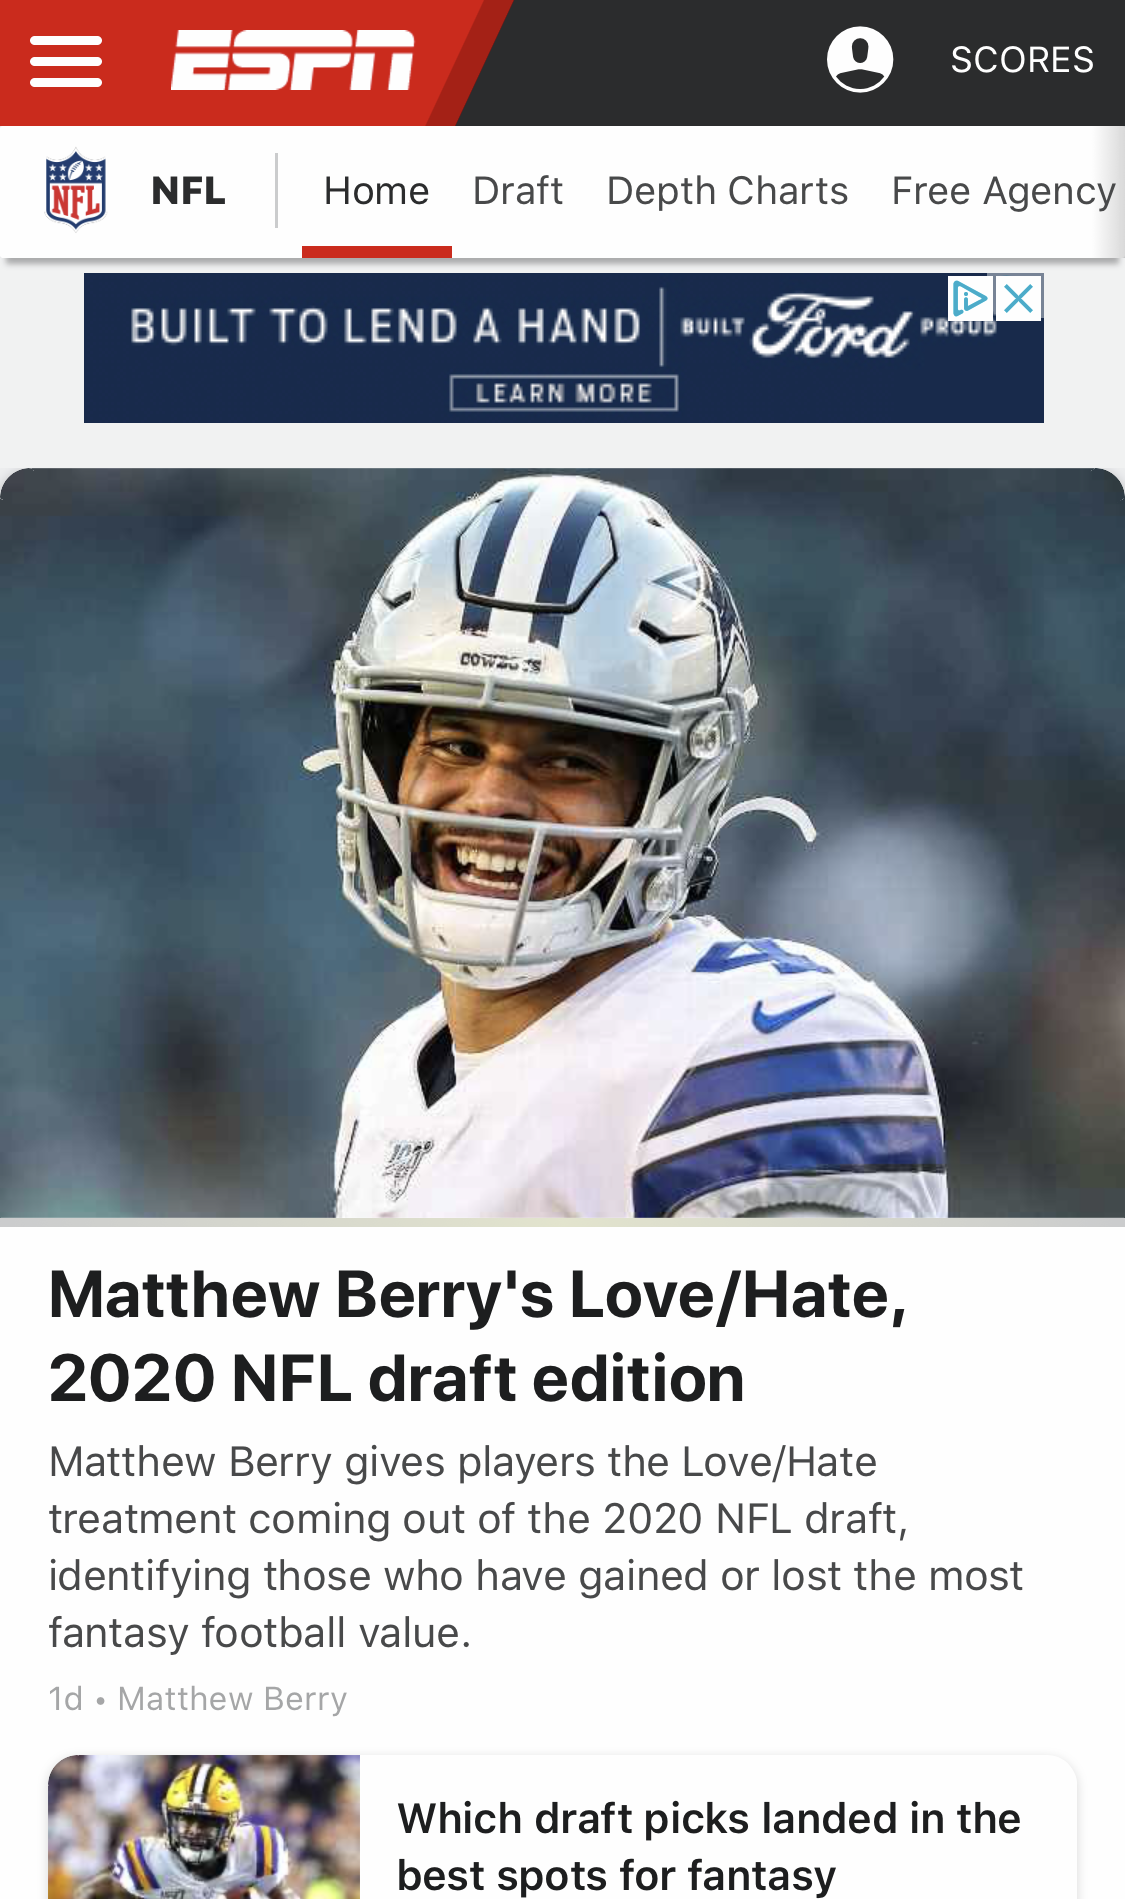 ESPN
SCORES
NFL
NFL
Home
Draft
Depth Charts
Free Agency
BUILT TO LEND A HAND
BUILT Ford PROUD
LEARN MORE
COWBOYS
4
Matthew Berry's Love/Hate,
2020 NFL draft edition
Matthew Berry gives players the Love/Hate
treatment coming out of the 2020 NFL draft,
identifying those who have gained or lost the most
fantasy football value.
1d • Matthew Berry
Which draft picks landed in the
best spots for fantasy